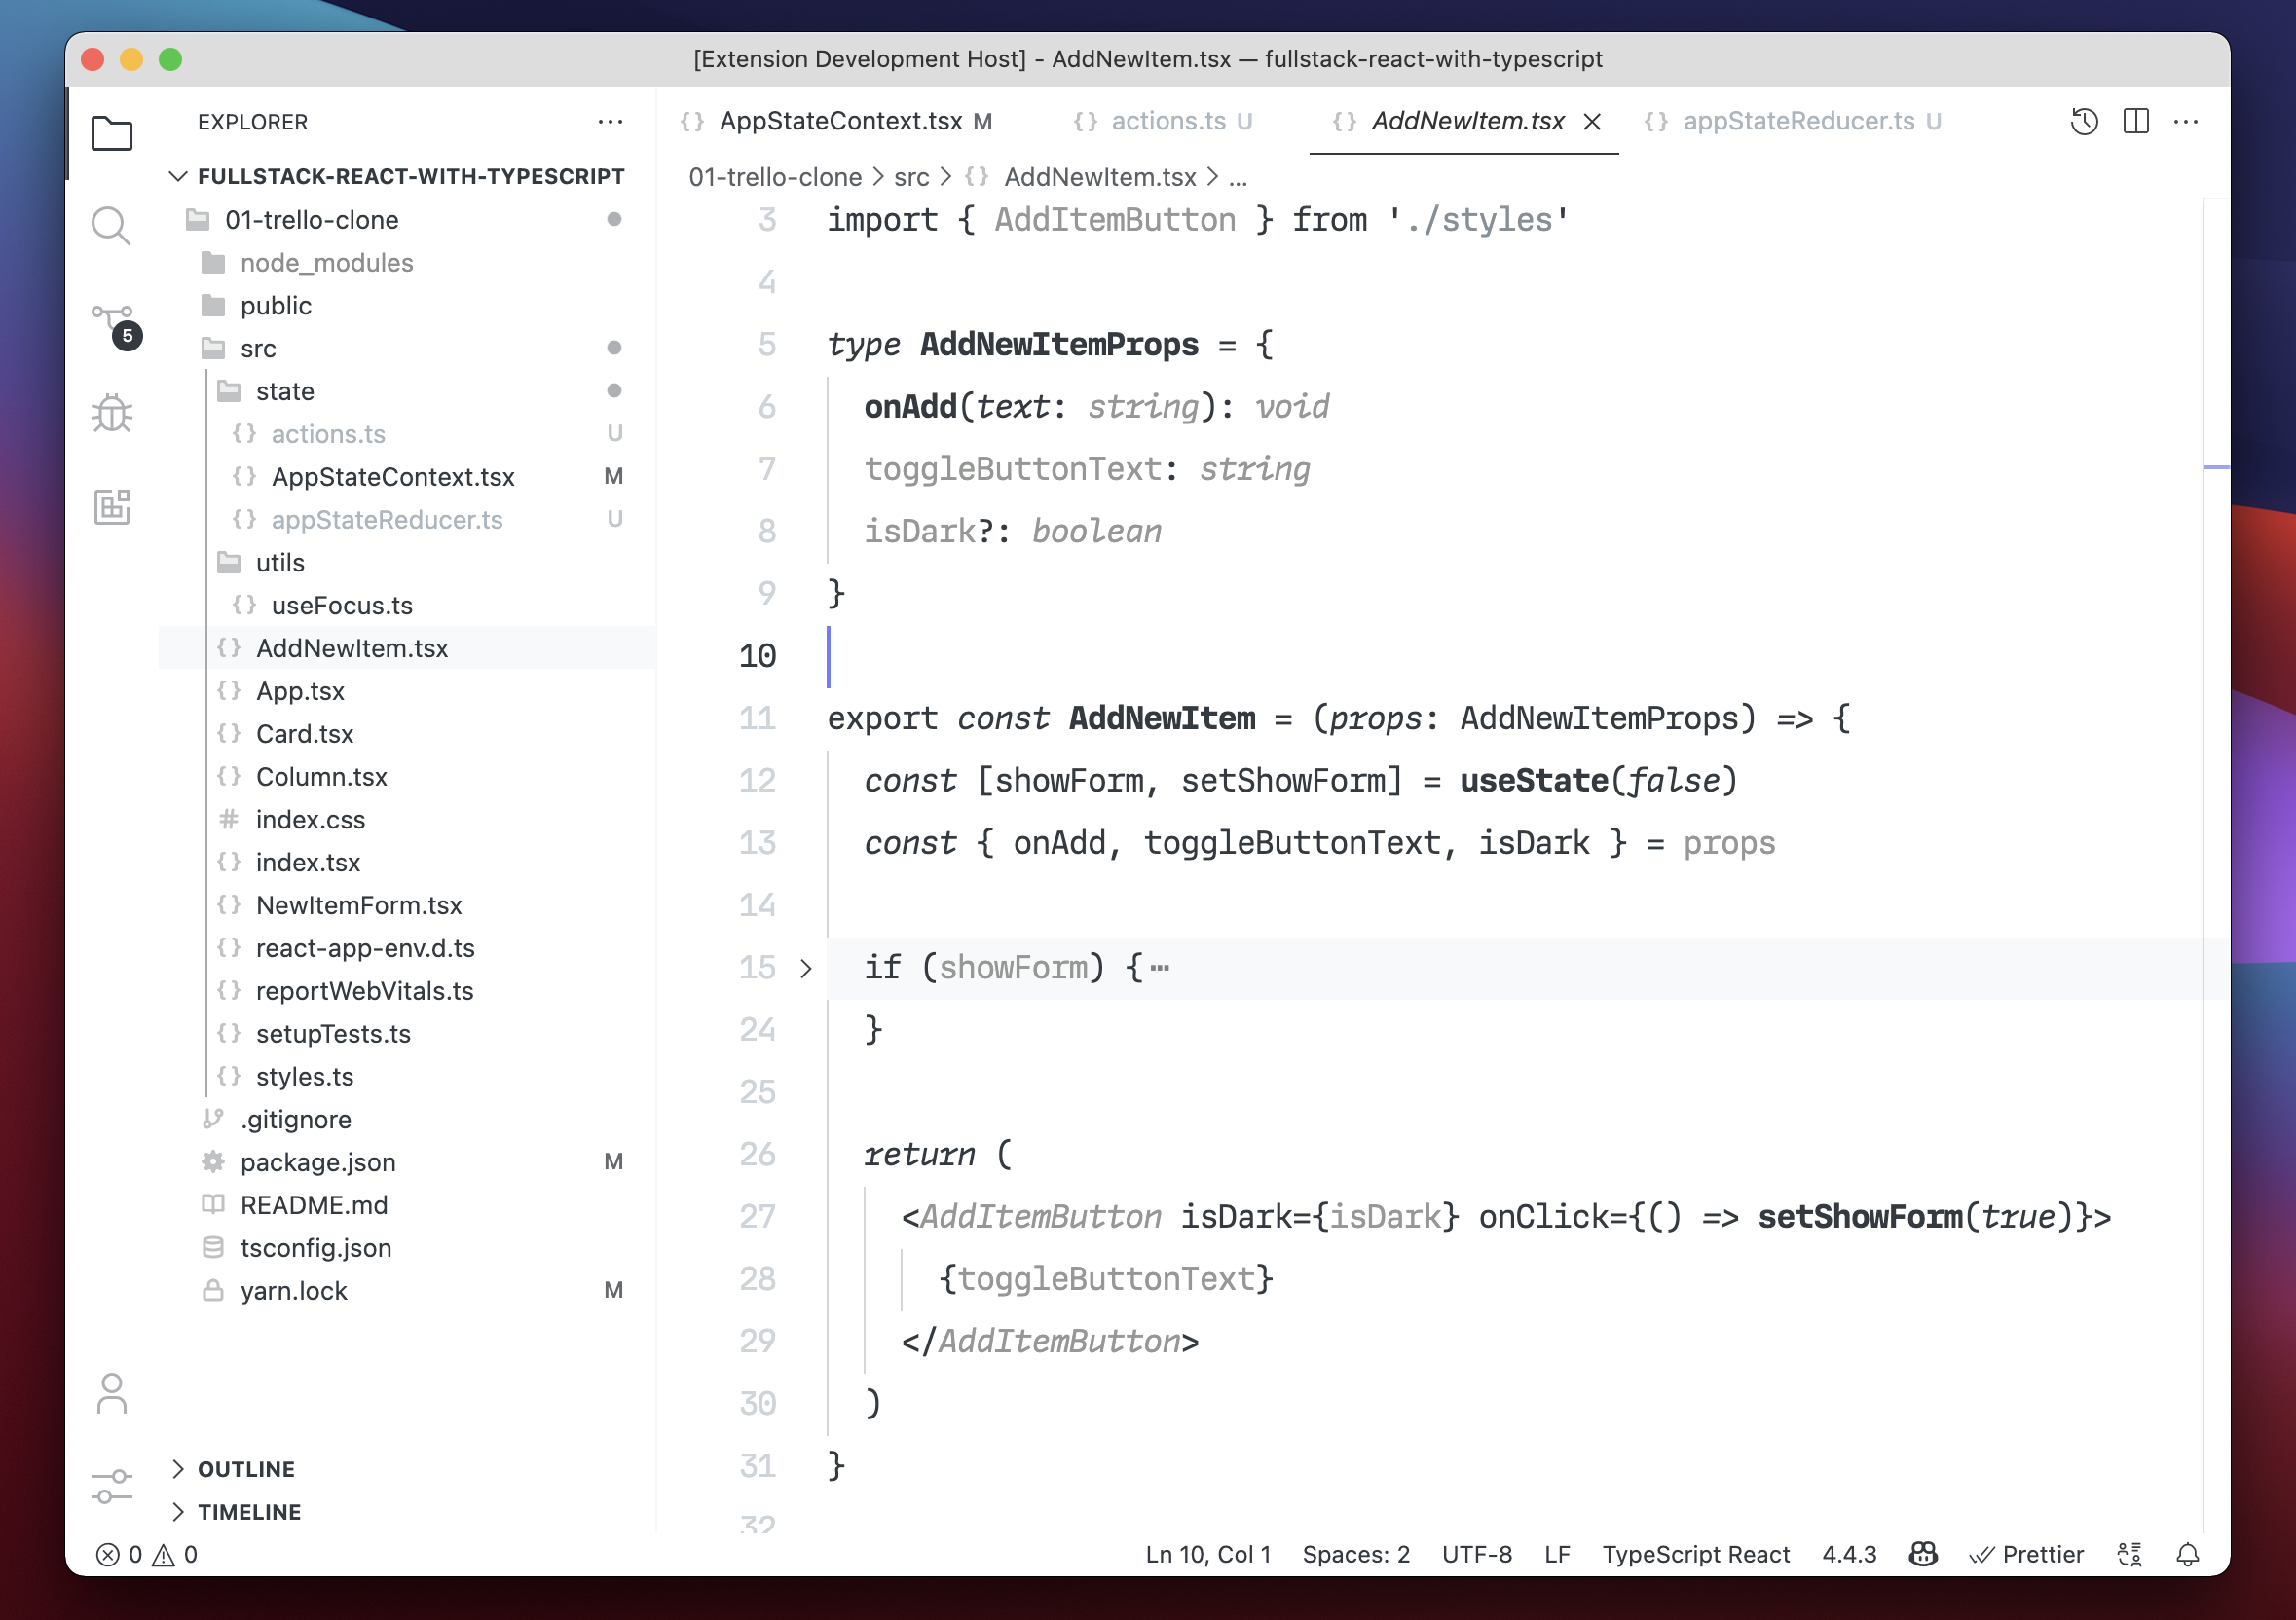 [Extension Development Host] - AddNewItem.tsx — fullstack-react-with-typescript
EXPLORER
FULLSTACK-REACT-WITH-TYPESCRIPT
01-trello-clone
node_modules
public
src
state
actions.ts U
AppStateContext.tsx M
appStateReducer.ts U
utils
useFocus.ts
AddNewItem.tsx
App.tsx
Card.tsx
Column.tsx
index.css
index.tsx
NewItemForm.tsx
react-app-env.d.ts
reportWebVitals.ts
setupTests.ts
styles.ts
.gitignore
package.json M
README.md
tsconfig.json
yarn.lock M
OUTLINE
TIMELINE
5
AppStateContext.tsx M
actions.ts U
AddNewItem.tsx
appStateReducer.ts U
01-trello-clone > src > {} AddNewItem.tsx > ...
3 import { AddItemButton } from './styles'
4
5 type AddNewItemProps = {
6 onAdd(text: string): void
7 toggleButtonText: string
8 isDark?: boolean
9 }
10
11 export const AddNewItem = (props: AddNewItemProps) => {
12 const [showForm, setShowForm] = useState(false)
13 const { onAdd, toggleButtonText, isDark } = props
14
15 if (showForm) {⋯
24 }
25
26 return (
27 <AddItemButton isDark={isDark} onClick={() => setShowForm(true)}>
28 {toggleButtonText}
29 </AddItemButton>
30 )
31 }
32
0 0
Ln 10, Col 1 Spaces: 2 UTF-8 LF TypeScript React 4.4.3 Prettier